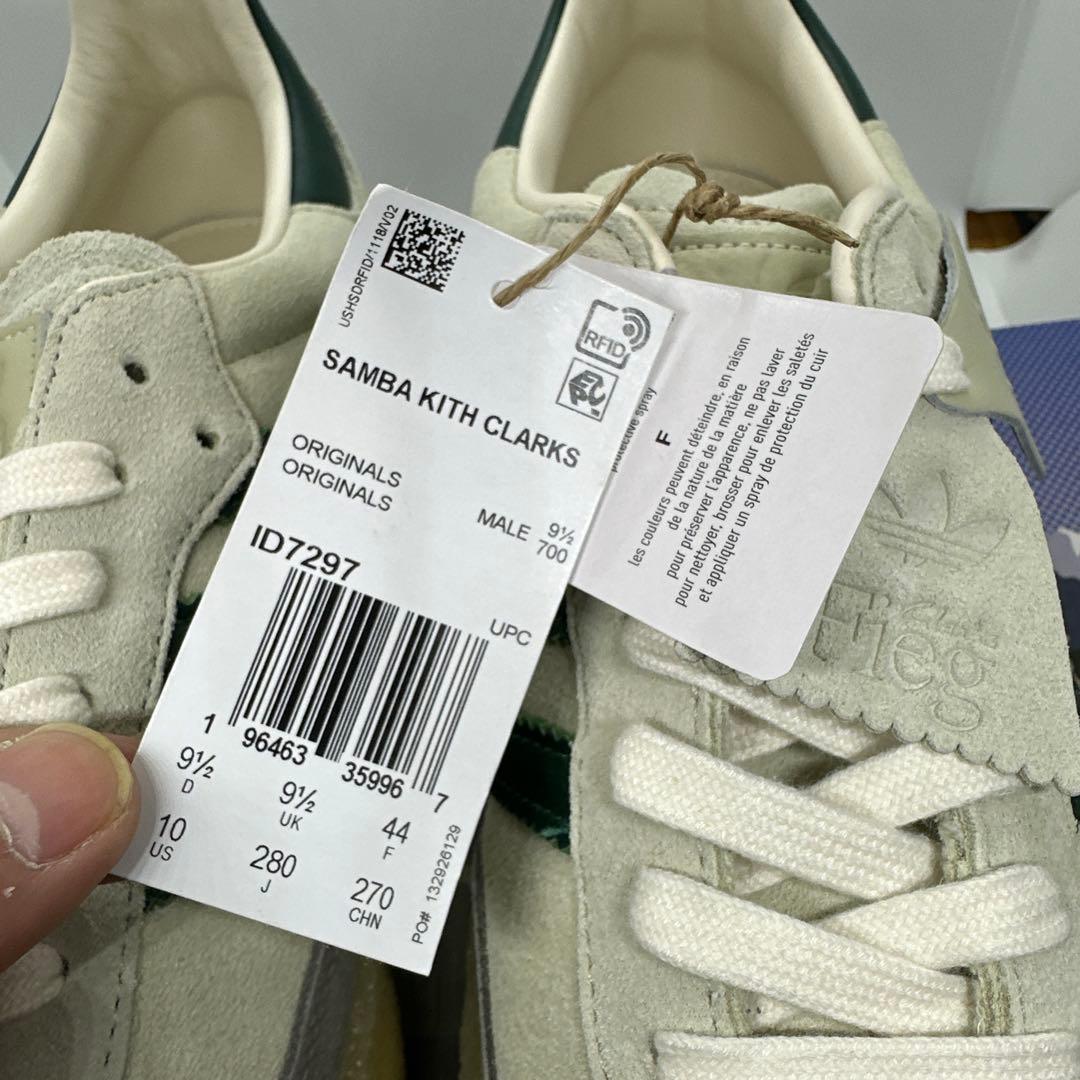 USHSDRFID/1118/V02
RFID
EPC
TM
SAMBA KITH CLARKS
ORIGINALS
ORIGINALS
MALE 9½
700
ID7297
UPC
1 96463 35996 7
9½ D
9½ UK
44 F
10 US
280 J
270 CHN
PO# 132926129
protective spray
F
les couleurs peuvent déteindre, en raison
de la nature de la matière
pour préserver l'apparence, ne pas laver
pour nettoyer, brosser pour enlever les saletés
et appliquer un spray de protection du cuir